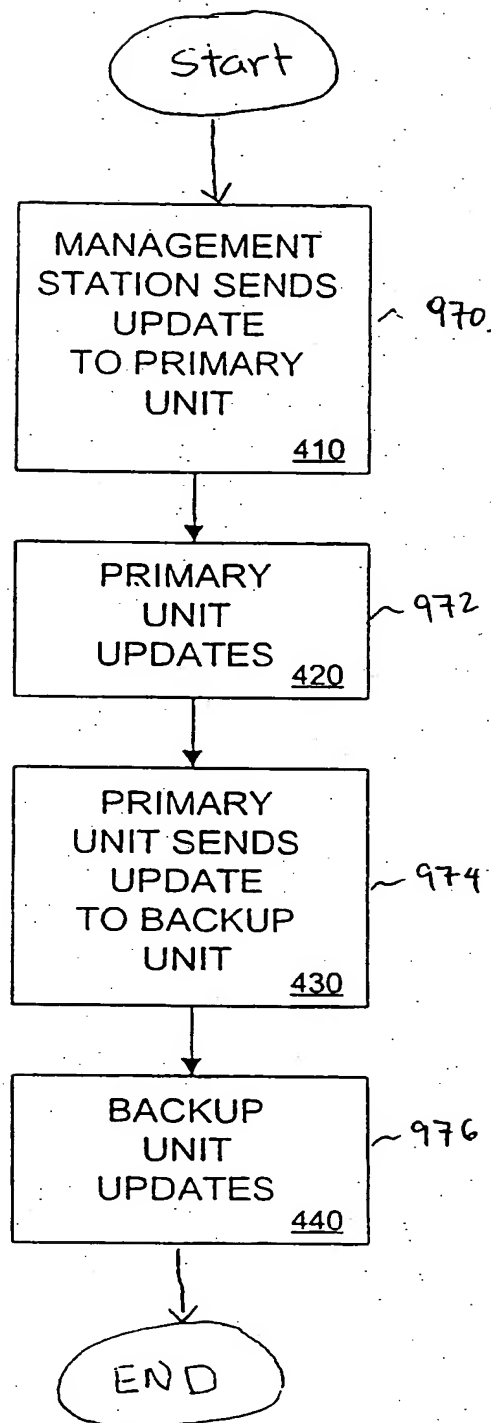 Start
MANAGEMENT
STATION SENDS
UPDATE
TO PRIMARY
UNIT
410
970
PRIMARY
UNIT
UPDATES
420
972
PRIMARY
UNIT SENDS
UPDATE
TO BACKUP
UNIT
430
974
BACKUP
UNIT
UPDATES
440
976
END